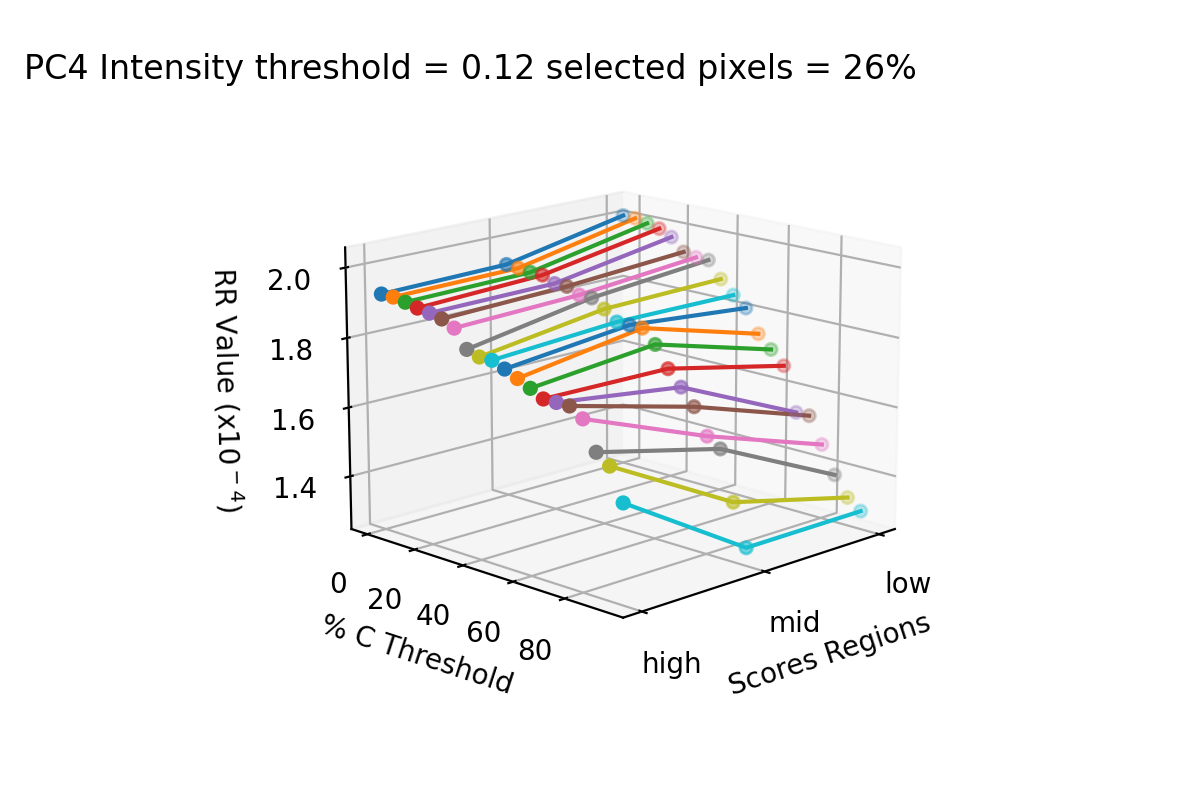 PC4 Intensity threshold = 0.12 selected pixels = 26%
RR Value (x10⁻⁴)
2.0
1.8
1.6
1.4
0
20
40
60
80
% C Threshold
high
mid
low
Scores Regions